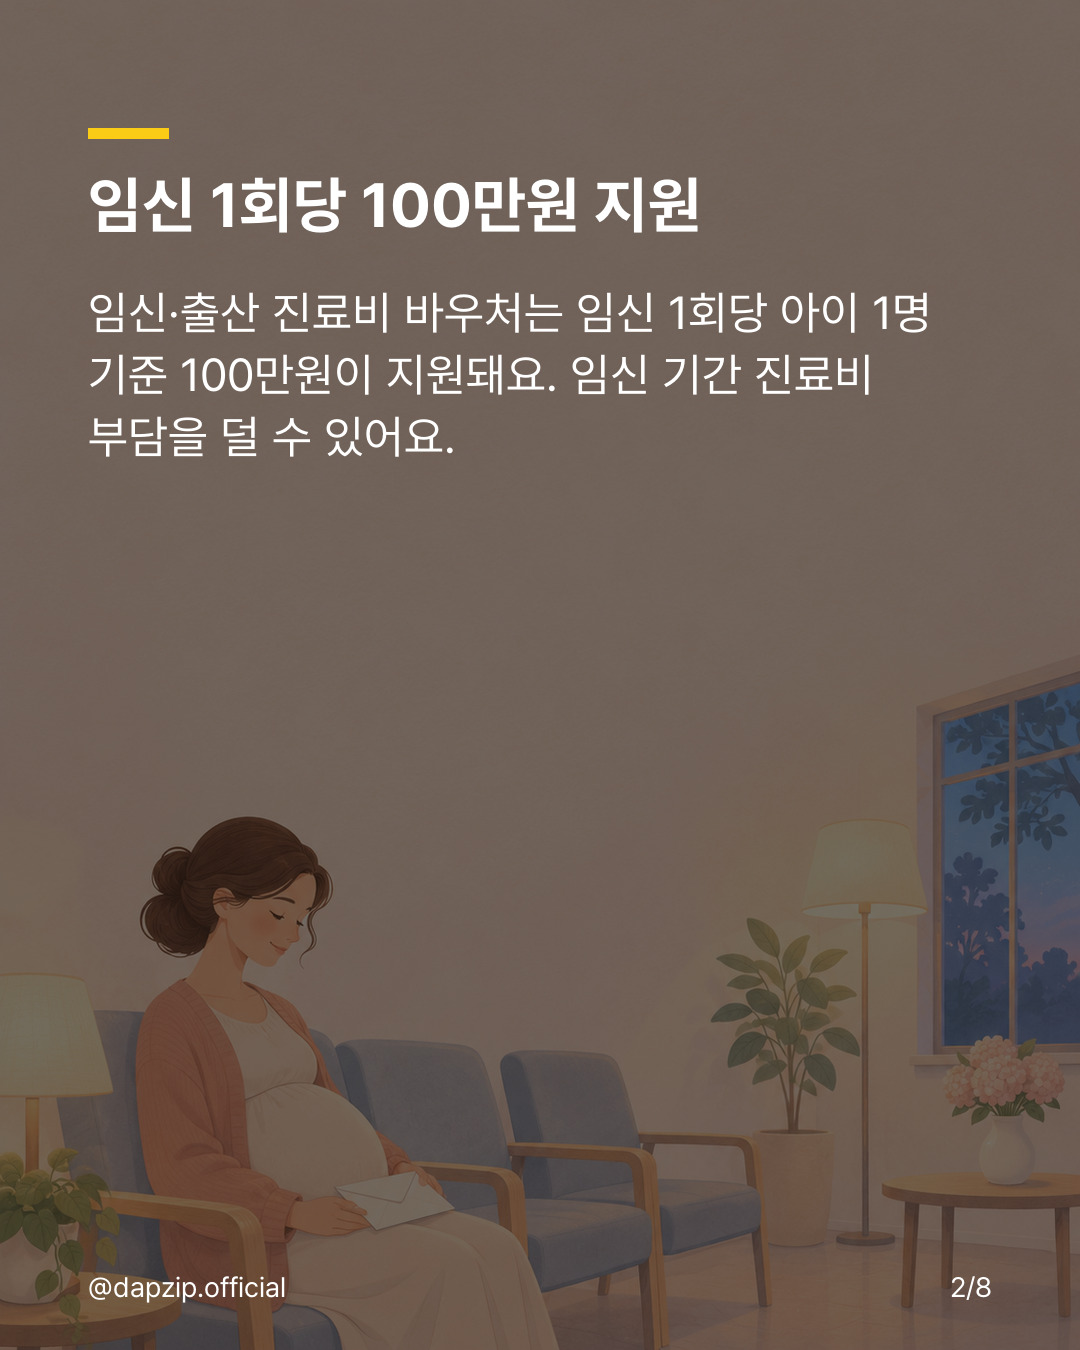 임신 1회당 100만원 지원
임신·출산 진료비 바우처는 임신 1회당 아이 1명
기준 100만원이 지원돼요. 임신 기간 진료비
부담을 덜 수 있어요.
@dapzip.official
2/8